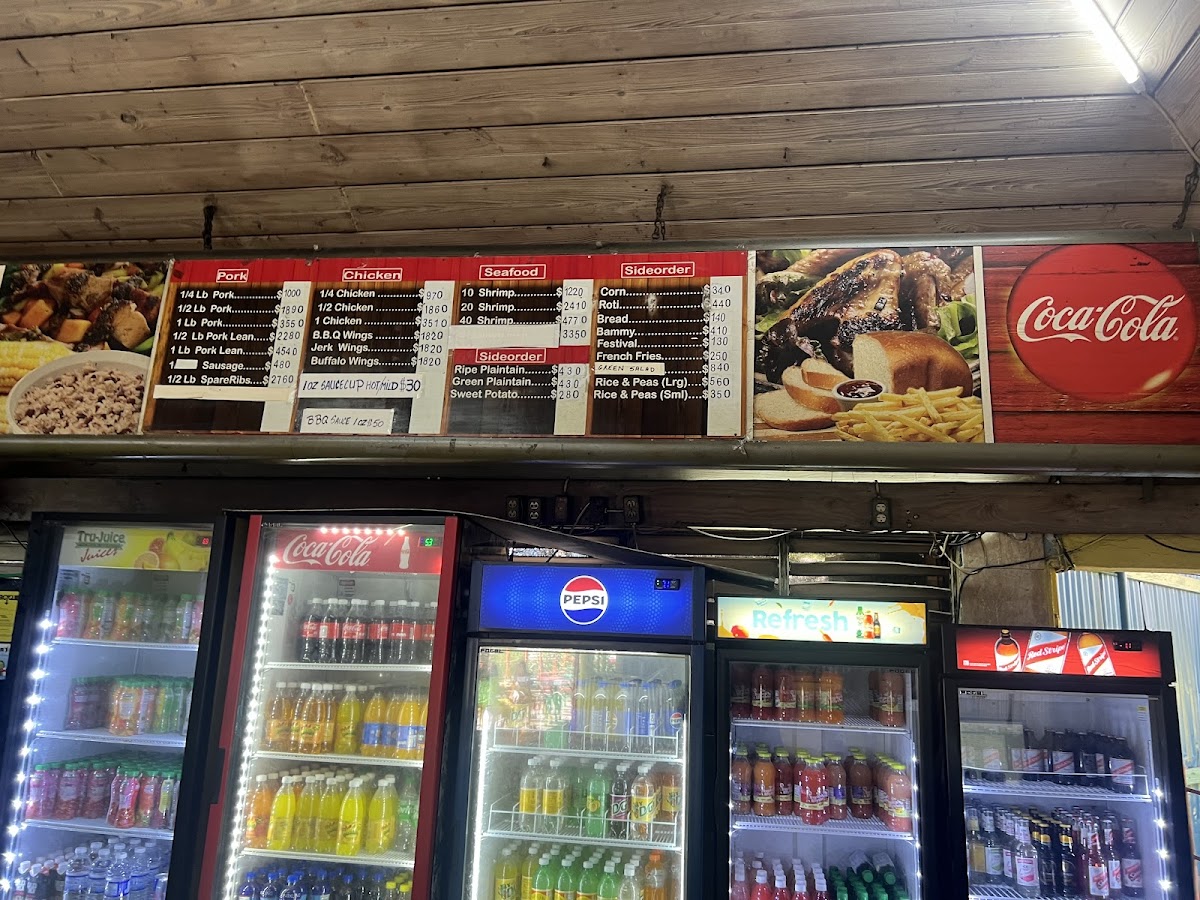 Pork
1/4 Lb Pork..........$1000
1/2 Lb Pork..........$1890
1 Lb Pork..........$3550
1/2 Lb Pork Lean.....$2280
1 Lb Pork Lean.....$4540
1 Sausage.....$480
1/2 Lb SpareRibs...$2760
Chicken
1/4 Chicken ..........$970
1/2 Chicken ..........$1860
1 Chicken ..........$3510
B.B.Q Wings..........$1820
Jerk Wings..........$1820
Buffalo Wings........$1820
1OZ SAUCE CUP HOT/MILD $30
BBQ SAUCE 1OZ $50
Seafood
10 Shrimp..........$1220
20 Shrimp..........$2410
40 Shrimp..........$4770
3350
Sideorder
Ripe Plaintain.......$430
Green Plaintain.....$430
Sweet Potato........$280
Sideorder
Corn..........$340
Roti..........$440
Bread..........$140
Bammy..........$410
Festival..........$130
French Fries..........$250
GREEN SALAD $840
Rice & Peas (Lrg)....$560
Rice & Peas (Sml)....$350
Coca-Cola
Tru-Juice
Juices
Coca-Cola
PEPSI
Refresh
Red Stripe
FOGEL